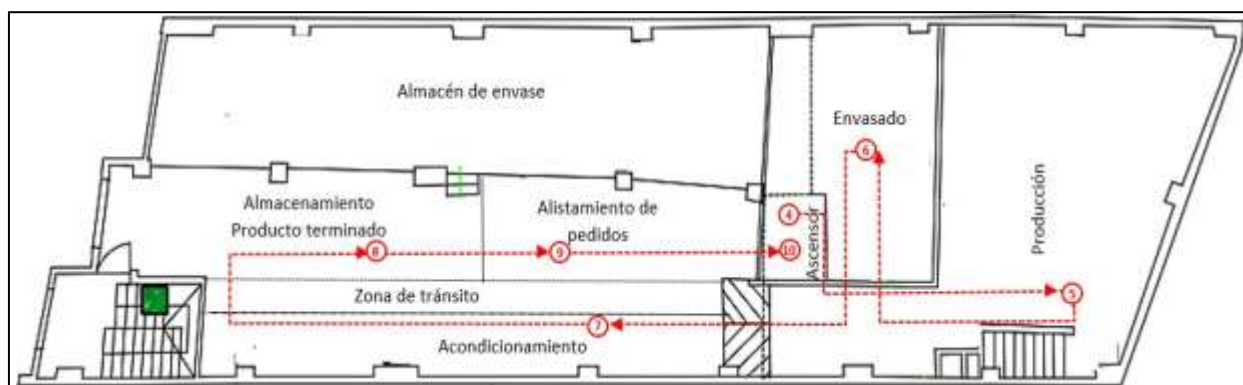 Almacén de envase
Envasado
6
Producción
Almacenamiento
Producto terminado
8
Alistamiento de
pedidos
9
4
10
Ascensor
5
Zona de tránsito
7
Acondicionamiento